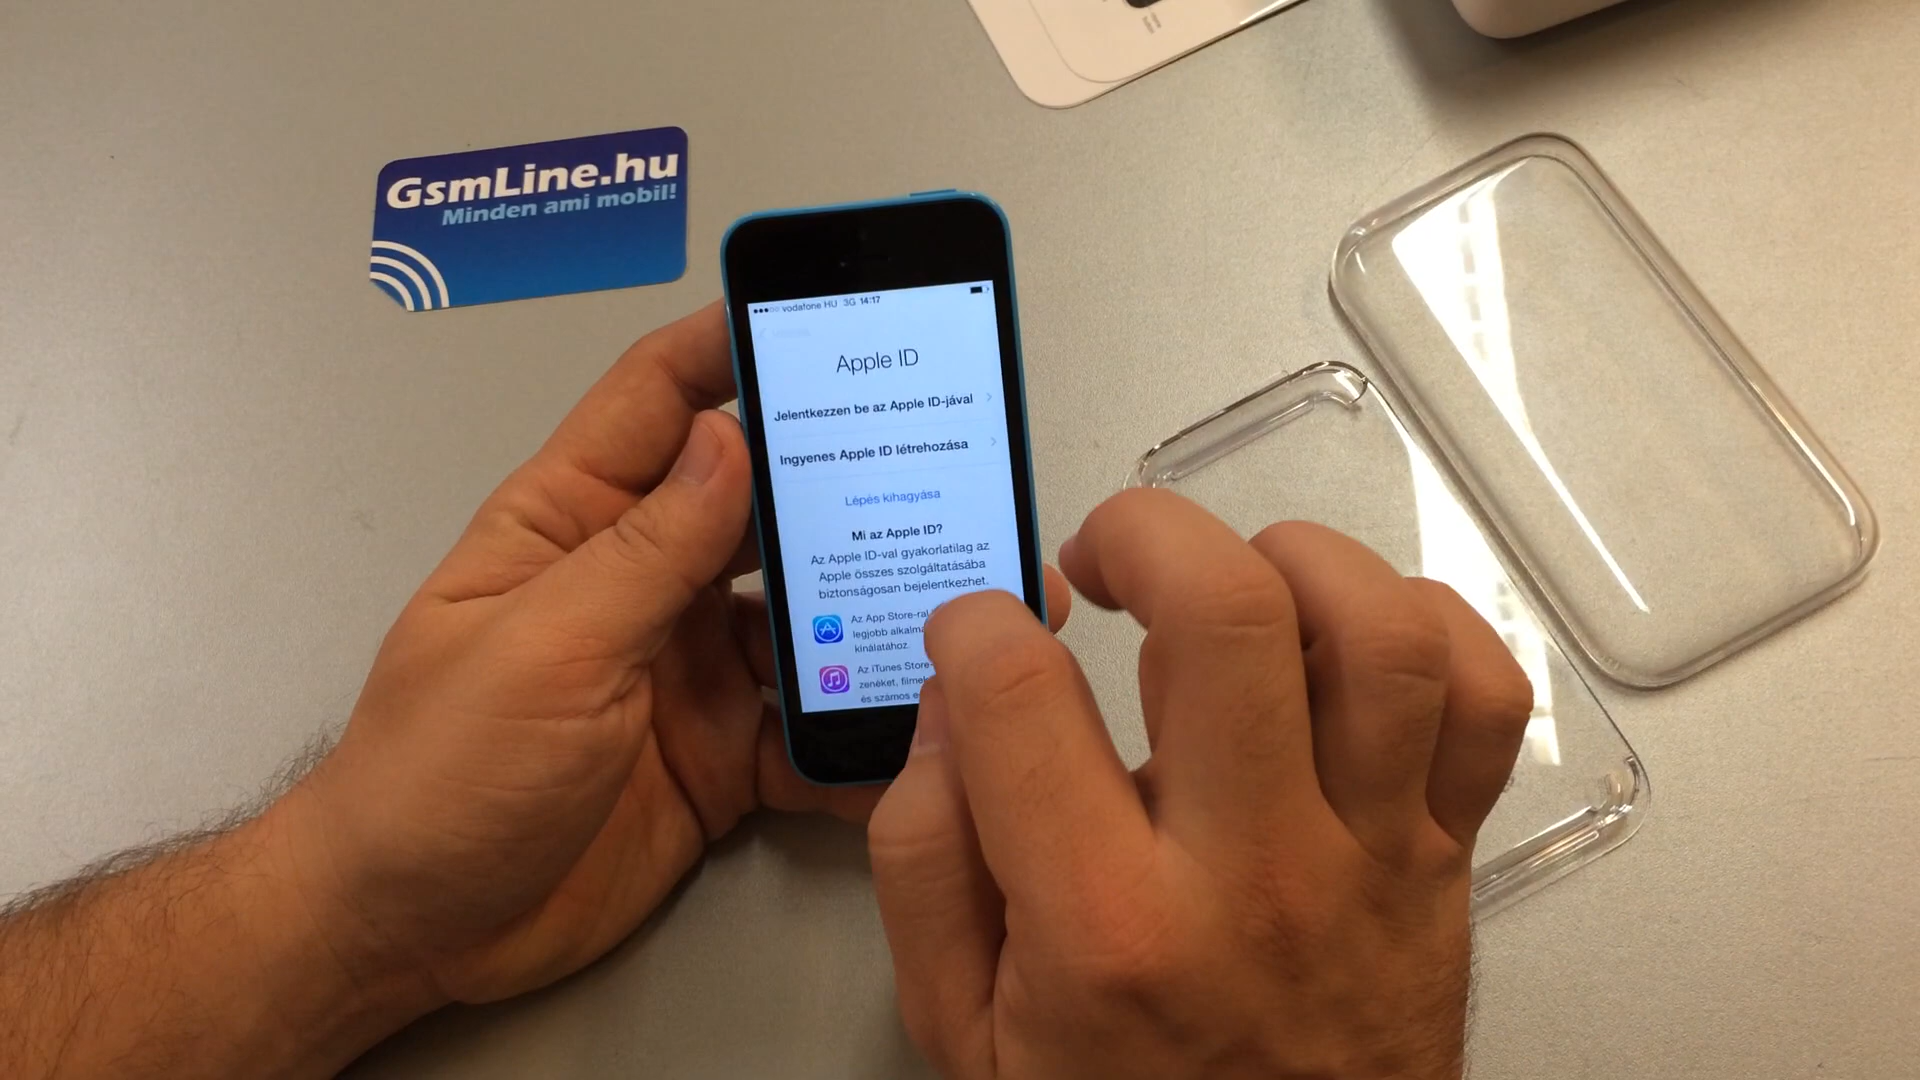 GsmLine.hu
Minden ami mobil!
vodafone HU 3G 14:17
Apple ID
Jelentkezzen be az Apple ID-jával
Ingyenes Apple ID létrehozása
Lépés kihagyása
Mi az Apple ID?
Az Apple ID-val gyakorlatilag az
Apple összes szolgáltatásába
biztonságosan bejelentkezhet.
Az App Store-ral
legjobb
kínálatához.
Az iTunes Store-
zenéket,
és számos